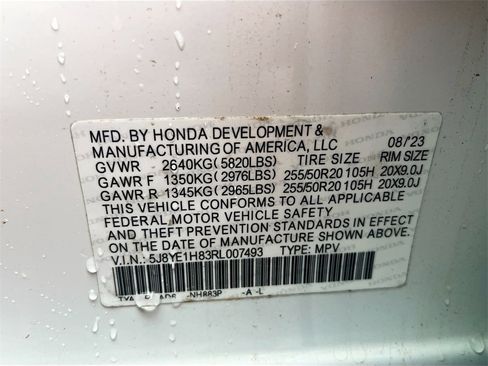 MFD. BY HONDA DEVELOPMENT &
MANUFACTURING OF AMERICA, LLC 08/'23
GVWR 2640KG (5820LBS) TIRE SIZE RIM SIZE
GAWR F 1350KG (2976LBS) 255/50R20 105H 20X9.0J
GAWR R 1345KG (2965LBS) 255/50R20 105H 20X9.0J
THIS VEHICLE CONFORMS TO ALL APPLICABLE
FEDERAL MOTOR VEHICLE SAFETY
AND THEFT PREVENTION STANDARDS IN EFFECT
ON THE DATE OF MANUFACTURE SHOWN ABOVE.
V.I.N.: 5J8YE1H83RL007493 TYPE: MPV
NH883P -A -L